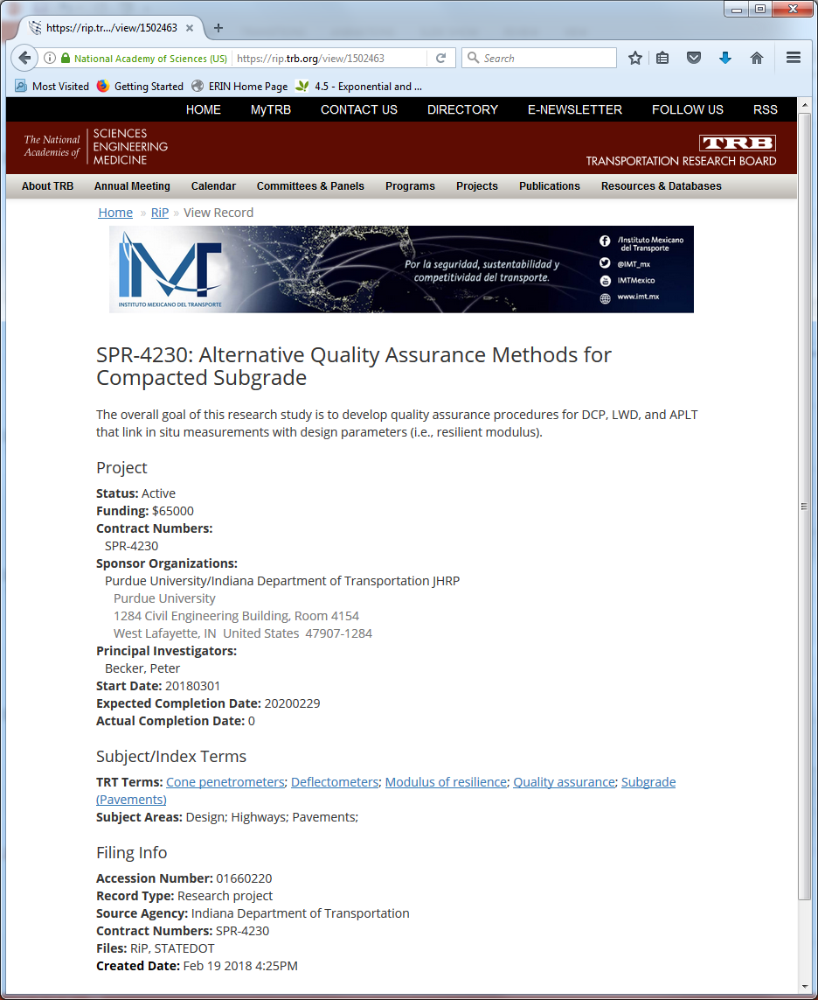 https://rip.tr.../view/1502463
National Academy of Sciences (US) https://rip.trb.org/view/1502463 Search
Most Visited Getting Started ERIN Home Page 4.5 - Exponential and ...
HOME MyTRB CONTACT US DIRECTORY E-NEWSLETTER FOLLOW US RSS
The National Academies of
SCIENCES
ENGINEERING
MEDICINE
TRB
TRANSPORTATION RESEARCH BOARD
About TRB Annual Meeting Calendar Committees & Panels Programs Projects Publications Resources & Databases
Home » RiP » View Record
IMT
INSTITUTO MEXICANO DEL TRANSPORTE
Por la seguridad, sustentabilidad y
competitividad del transporte.
/Instituto Mexicano
del Transporte
@IMT_mx
IMTMexico
www.imt.mx
SPR-4230: Alternative Quality Assurance Methods for
Compacted Subgrade
The overall goal of this research study is to develop quality assurance procedures for DCP, LWD, and APLT
that link in situ measurements with design parameters (i.e., resilient modulus).
Project
Status: Active
Funding: $65000
Contract Numbers:
SPR-4230
Sponsor Organizations:
Purdue University/Indiana Department of Transportation JHRP
Purdue University
1284 Civil Engineering Building, Room 4154
West Lafayette, IN United States 47907-1284
Principal Investigators:
Becker, Peter
Start Date: 20180301
Expected Completion Date: 20200229
Actual Completion Date: 0
Subject/Index Terms
TRT Terms: Cone penetrometers; Deflectometers; Modulus of resilience; Quality assurance; Subgrade
(Pavements)
Subject Areas: Design; Highways; Pavements;
Filing Info
Accession Number: 01660220
Record Type: Research project
Source Agency: Indiana Department of Transportation
Contract Numbers: SPR-4230
Files: RiP, STATEDOT
Created Date: Feb 19 2018 4:25PM